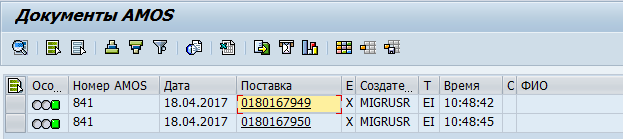 Документы AMOS
Осо... Номер AMOS Дата Поставка E Создате... Т Время С ФИО
841 18.04.2017 0180167949 X MIGRUSR EI 10:48:42
841 18.04.2017 0180167950 X MIGRUSR EI 10:48:45